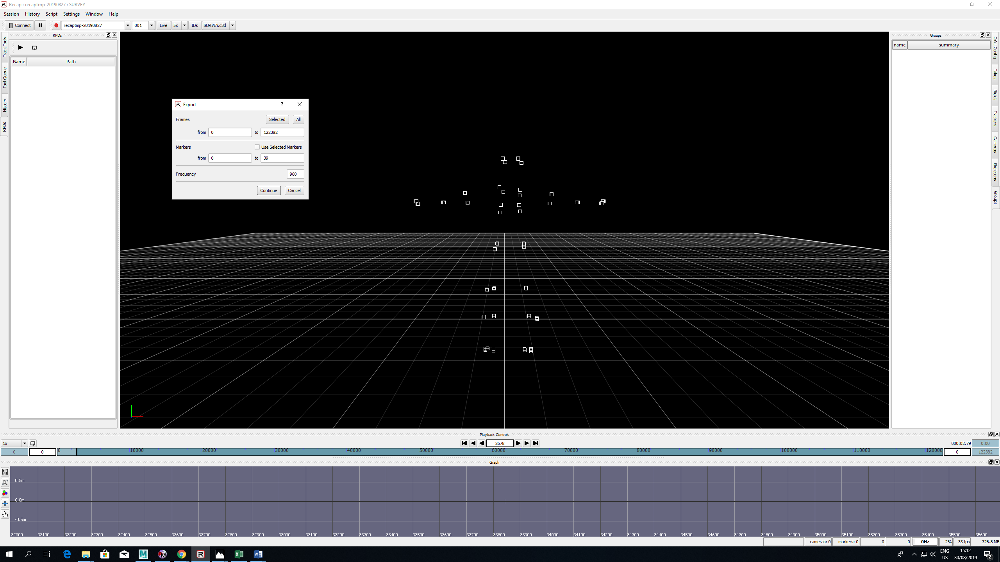 Recap : recaptmp-20190827 : SURVEY
Session History Script Settings Window Help
Connect recaptmp-20190827 001 Live 5x IDs SURVEY.c3d
RPDs
Name Path
Track Tools
Tool Queue
History
RPDs
Export ?
Frames Selected All
from 0 to 122382
Markers Use Selected Markers
from 0 to 39
Frequency 960
Continue Cancel
Groups
name summary
OWL Config
Takes
Rigids
Trackers
Cameras
Skeletons
Groups
Playback Controls
1x 2678 000:02.79 0.00
0 0 0 10000 20000 30000 40000 50000 60000 70000 80000 90000 100000 110000 120000 0 122382
Graph
0.5m
0.0m
-0.5m
32000 32100 32200 32300 32400 32500 32600 32700 32800 32900 33000 33100 33200 33300 33400 33500 33600 33700 33800 33900 34000 34100 34200 34300 34400 34500 34600 34700 34800 34900 35000 35100 35200 35300 35400 35500 35600
cameras: 0 markers: 0 0 0 0Hz 2% 33 fps 326.8 MB
ENG
US
15:12
30/08/2019
2